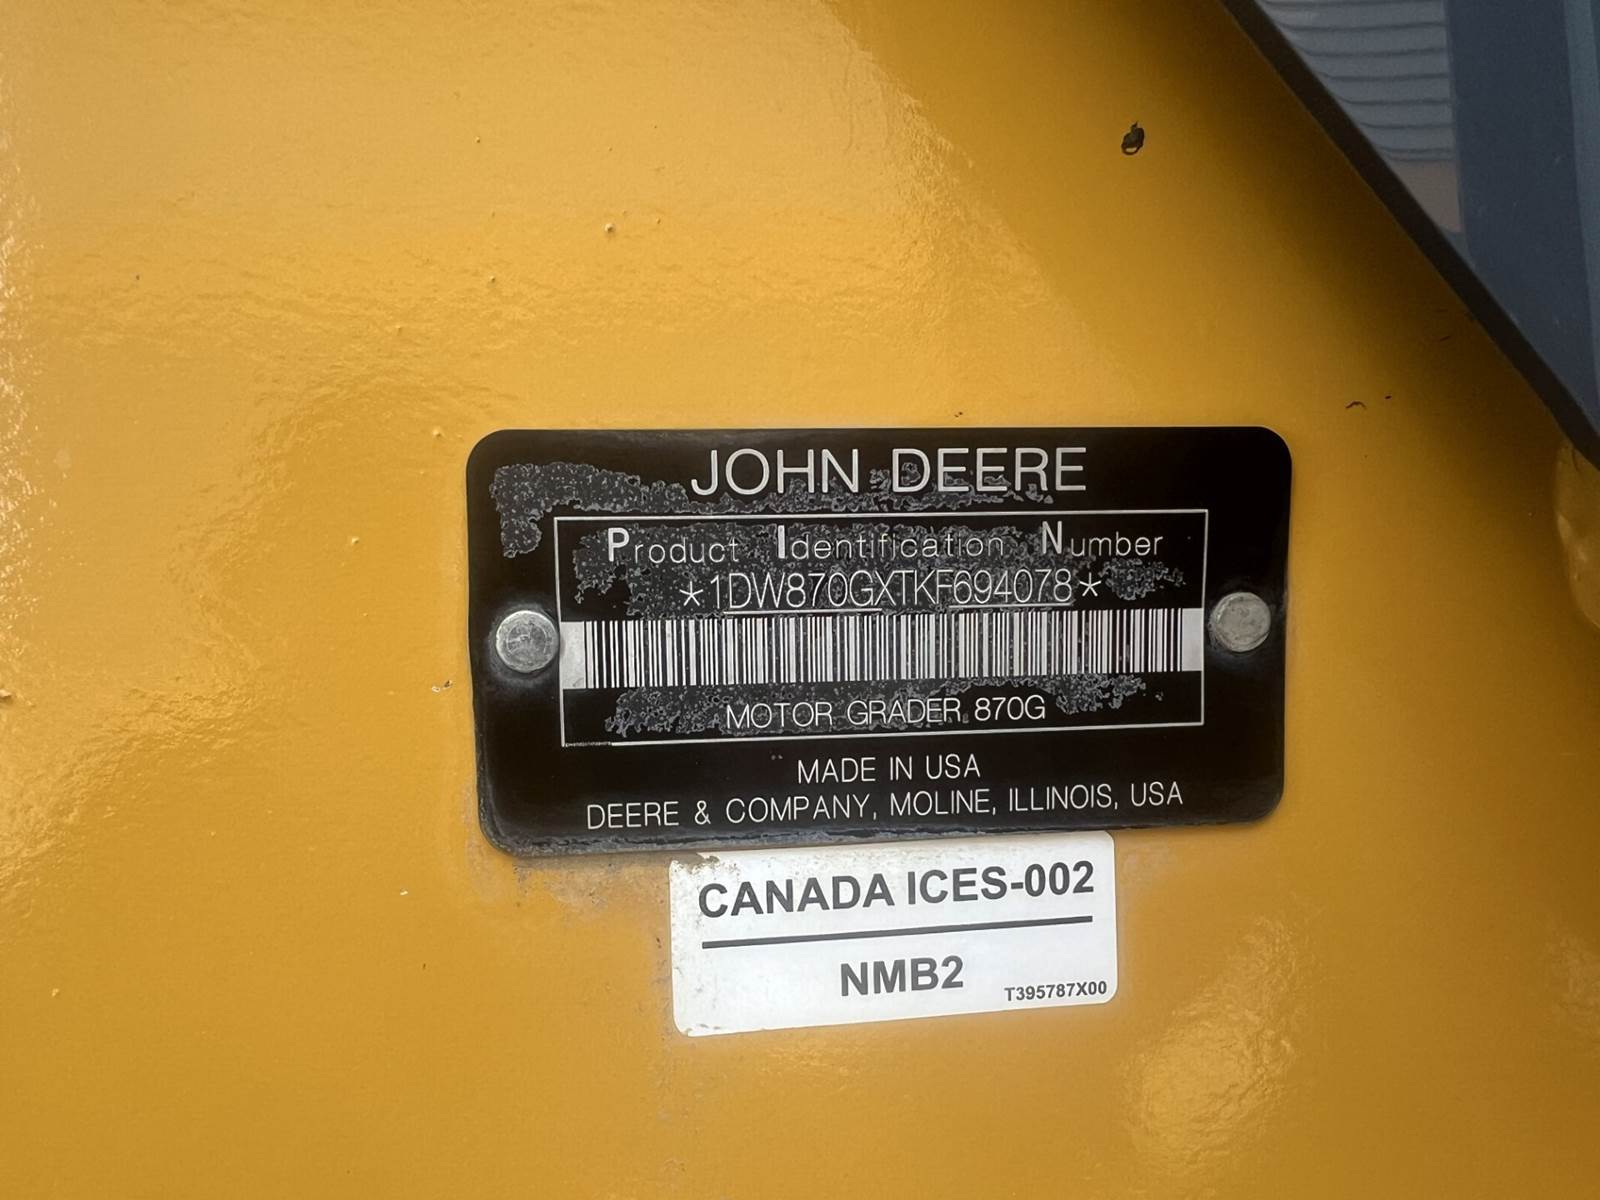 JOHN DEERE
Product Identification Number
*1DW870GXTKF694078*
MOTOR GRADER 870G
MADE IN USA
DEERE & COMPANY, MOLINE, ILLINOIS, USA
CANADA ICES-002
NMB2
T395787X00